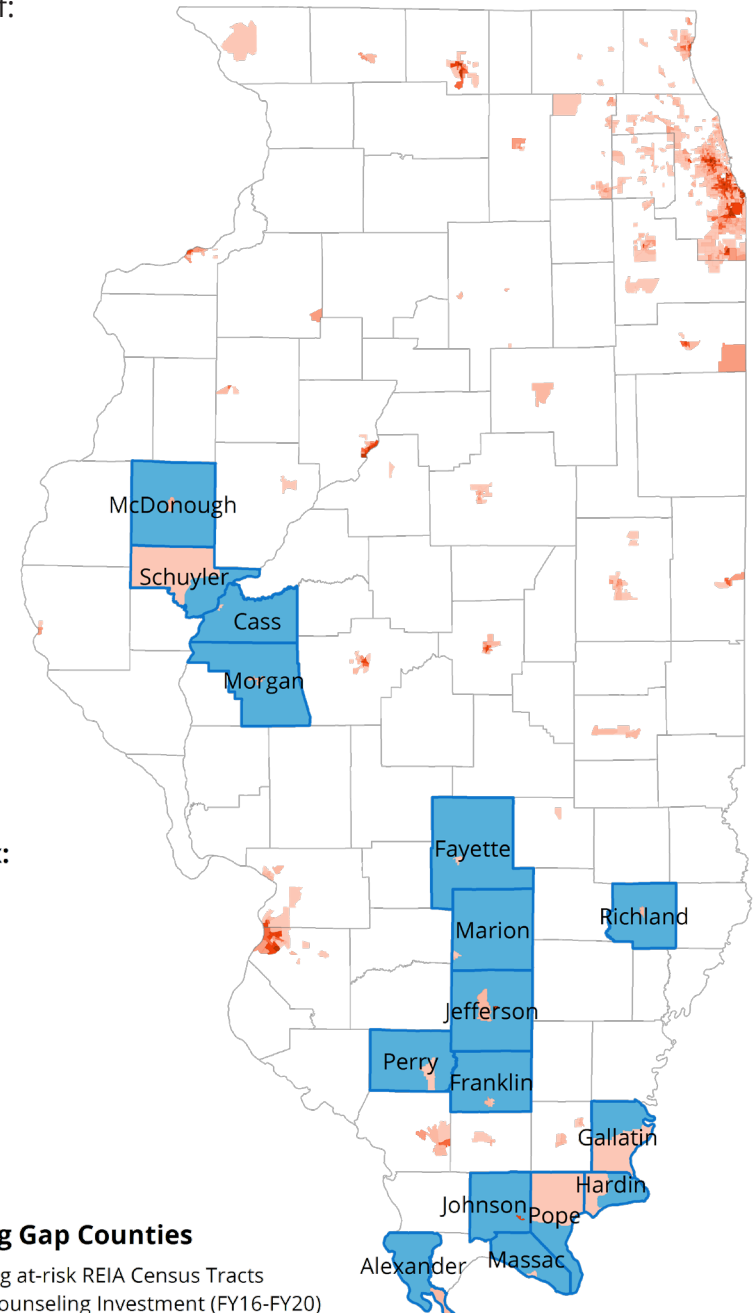 f:
McDonough
Schuyler
Cass
Morgan
:
Fayette
Richland
Marion
Jefferson
Perry
Franklin
Gallatin
Hardin
Johnson
Pope
Massac
Alexander
g Gap Counties
g at-risk REIA Census Tracts
ounseling Investment (FY16-FY20)